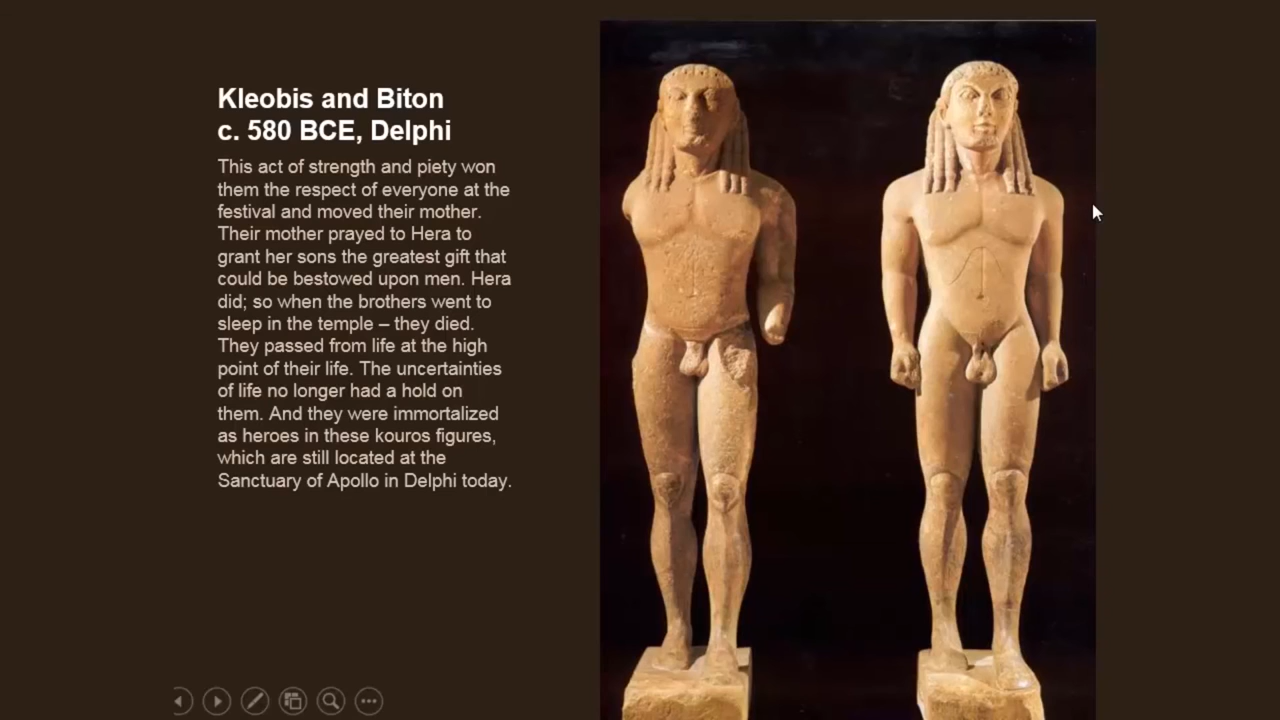 Kleobis and Biton
c. 580 BCE, Delphi
This act of strength and piety won
them the respect of everyone at the
festival and moved their mother.
Their mother prayed to Hera to
grant her sons the greatest gift that
could be bestowed upon men. Hera
did; so when the brothers went to
sleep in the temple – they died.
They passed from life at the high
point of their life. The uncertainties
of life no longer had a hold on
them. And they were immortalized
as heroes in these kouros figures,
which are still located at the
Sanctuary of Apollo in Delphi today.